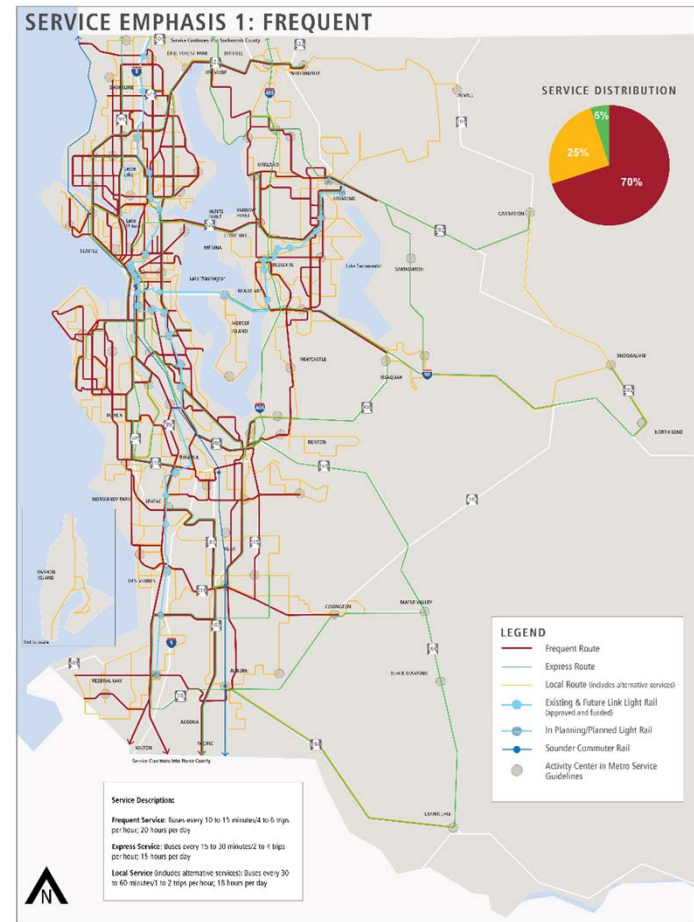 SERVICE EMPHASIS 1: FREQUENT
Service Continues Into Snohomish County
SERVICE DISTRIBUTION
5%
25%
70%
WOODINVILLE
SHORELINE
DUVALL
KIRKLAND
REDMOND
CARNATION
SEATTLE
MEDINA
BELLEVUE
Lake Washington
Lake Sammamish
SAMMAMISH
MERCER
ISLAND
NEWCASTLE
ISSAQUAH
SNOQUALMIE
NORTH BEND
BURIEN
RENTON
TUKWILA
NORMANDY PARK
SEATAC
KENT
VASHON
ISLAND
Not to scale
DES MOINES
COVINGTON
MAPLE VALLEY
BLACK DIAMOND
FEDERAL WAY
AUBURN
ALGONA
PACIFIC
MILTON
Service Continues Into Pierce County
ENUMCLAW
LEGEND
Frequent Route
Express Route
Local Route (includes alternative services)
Existing & Future Link Light Rail
(approved and funded)
In Planning/Planned Light Rail
Sounder Commuter Rail
Activity Center in Metro Service
Guidelines
Service Description:
Frequent Service: Buses every 10 to 15 minutes/4 to 6 trips
per hour; 20 hours per day
Express Service: Buses every 15 to 30 minutes/2 to 4 trips
per hour; 15 hours per day
Local Service (includes alternative services): Buses every 30
to 60 minutes/1 to 2 trips per hour; 18 hours per day
N